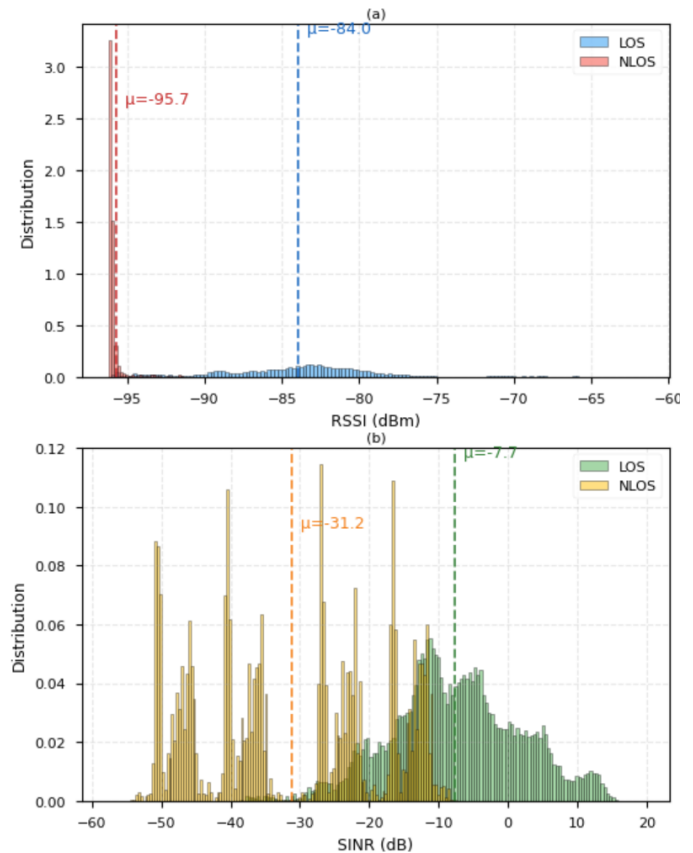 (a)
μ=-84.0
LOS
NLOS
μ=-95.7
3.0
2.5
2.0
1.5
1.0
0.5
0.0
Distribution
−95
−90
−85
−80
−75
−70
−65
−60
RSSI (dBm)
(b)
μ=-7.7
LOS
NLOS
μ=-31.2
0.12
0.10
0.08
0.06
0.04
0.02
0.00
Distribution
−60
−50
−40
−30
−20
−10
0
10
20
SINR (dB)